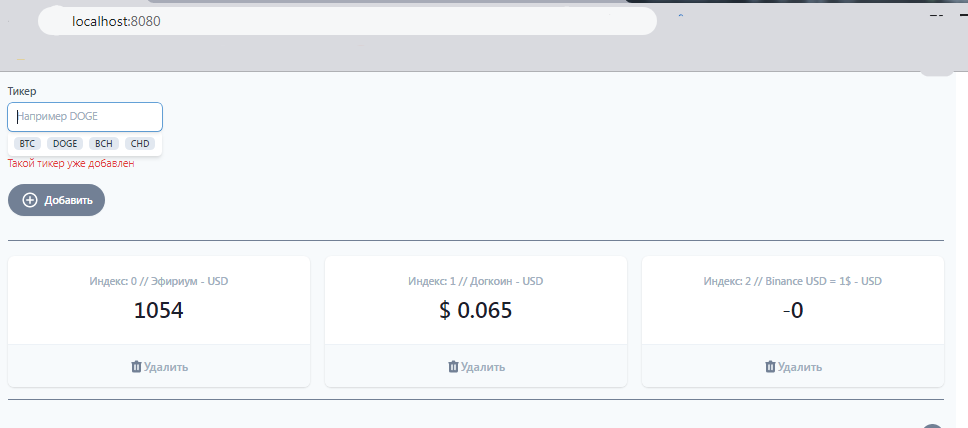 localhost:8080
Тикер
Например DOGE
BTC DOGE BCH CHD
Такой тикер уже добавлен
Добавить
Индекс: 0 // Эфириум - USD
1054
Удалить
Индекс: 1 // Догкоин - USD
$ 0.065
Удалить
Индекс: 2 // Binance USD = 1$ - USD
-0
Удалить